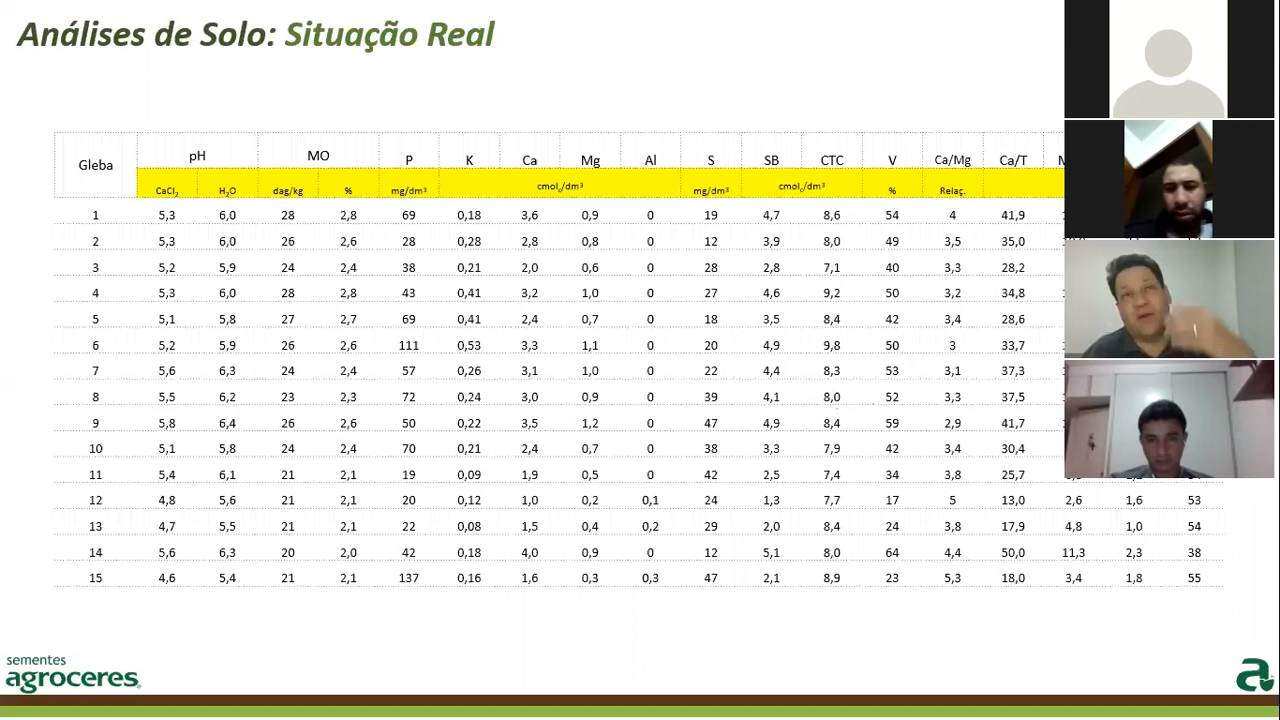 Análises de Solo: Situação Real
Gleba pH MO P K Ca Mg Al S SB CTC V Ca/Mg Ca/T
CaCl₂ H₂O dag/kg % mg/dm³ cmolc/dm³ mg/dm³ cmolc/dm³ % Relaç.
1 5,3 6,0 28 2,8 69 0,18 3,6 0,9 0 19 4,7 8,6 54 4 41,9
2 5,3 6,0 26 2,6 28 0,28 2,8 0,8 0 12 3,9 8,0 49 3,5 35,0
3 5,2 5,9 24 2,4 38 0,21 2,0 0,6 0 28 2,8 7,1 40 3,3 28,2
4 5,3 6,0 28 2,8 43 0,41 3,2 1,0 0 27 4,6 9,2 50 3,2 34,8
5 5,1 5,8 27 2,7 69 0,41 2,4 0,7 0 18 3,5 8,4 42 3,4 28,6
6 5,2 5,9 26 2,6 111 0,53 3,3 1,1 0 20 4,9 9,8 50 3 33,7
7 5,6 6,3 24 2,4 57 0,26 3,1 1,0 0 22 4,4 8,3 53 3,1 37,3
8 5,5 6,2 23 2,3 72 0,24 3,0 0,9 0 39 4,1 8,0 52 3,3 37,5
9 5,8 6,4 26 2,6 50 0,22 3,5 1,2 0 47 4,9 8,4 59 2,9 41,7
10 5,1 5,8 24 2,4 70 0,21 2,4 0,7 0 38 3,3 7,9 42 3,4 30,4
11 5,4 6,1 21 2,1 19 0,09 1,9 0,5 0 42 2,5 7,4 34 3,8 25,7
12 4,8 5,6 21 2,1 20 0,12 1,0 0,2 0,1 24 1,3 7,7 17 5 13,0 2,6 1,6 53
13 4,7 5,5 21 2,1 22 0,08 1,5 0,4 0,2 29 2,0 8,4 24 3,8 17,9 4,8 1,0 54
14 5,6 6,3 20 2,0 42 0,18 4,0 0,9 0 12 5,1 8,0 64 4,4 50,0 11,3 2,3 38
15 4,6 5,4 21 2,1 137 0,16 1,6 0,3 0,3 47 2,1 8,9 23 5,3 18,0 3,4 1,8 55
sementes
agroceres